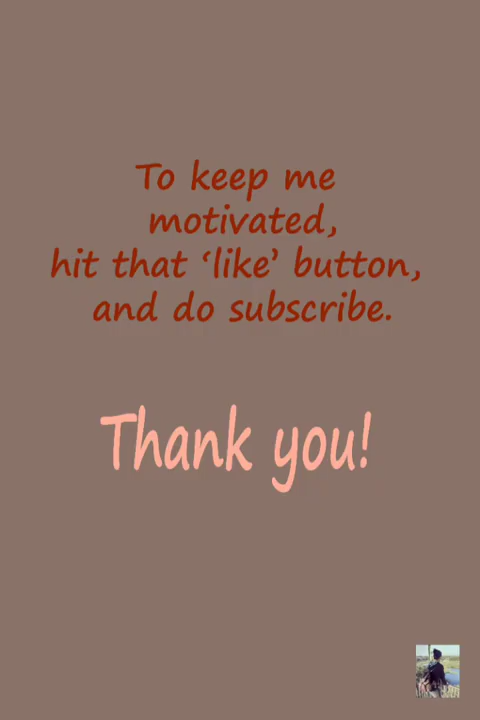 To keep me
motivated,
hit that ‘like’ button,
and do subscribe.
Thank you!